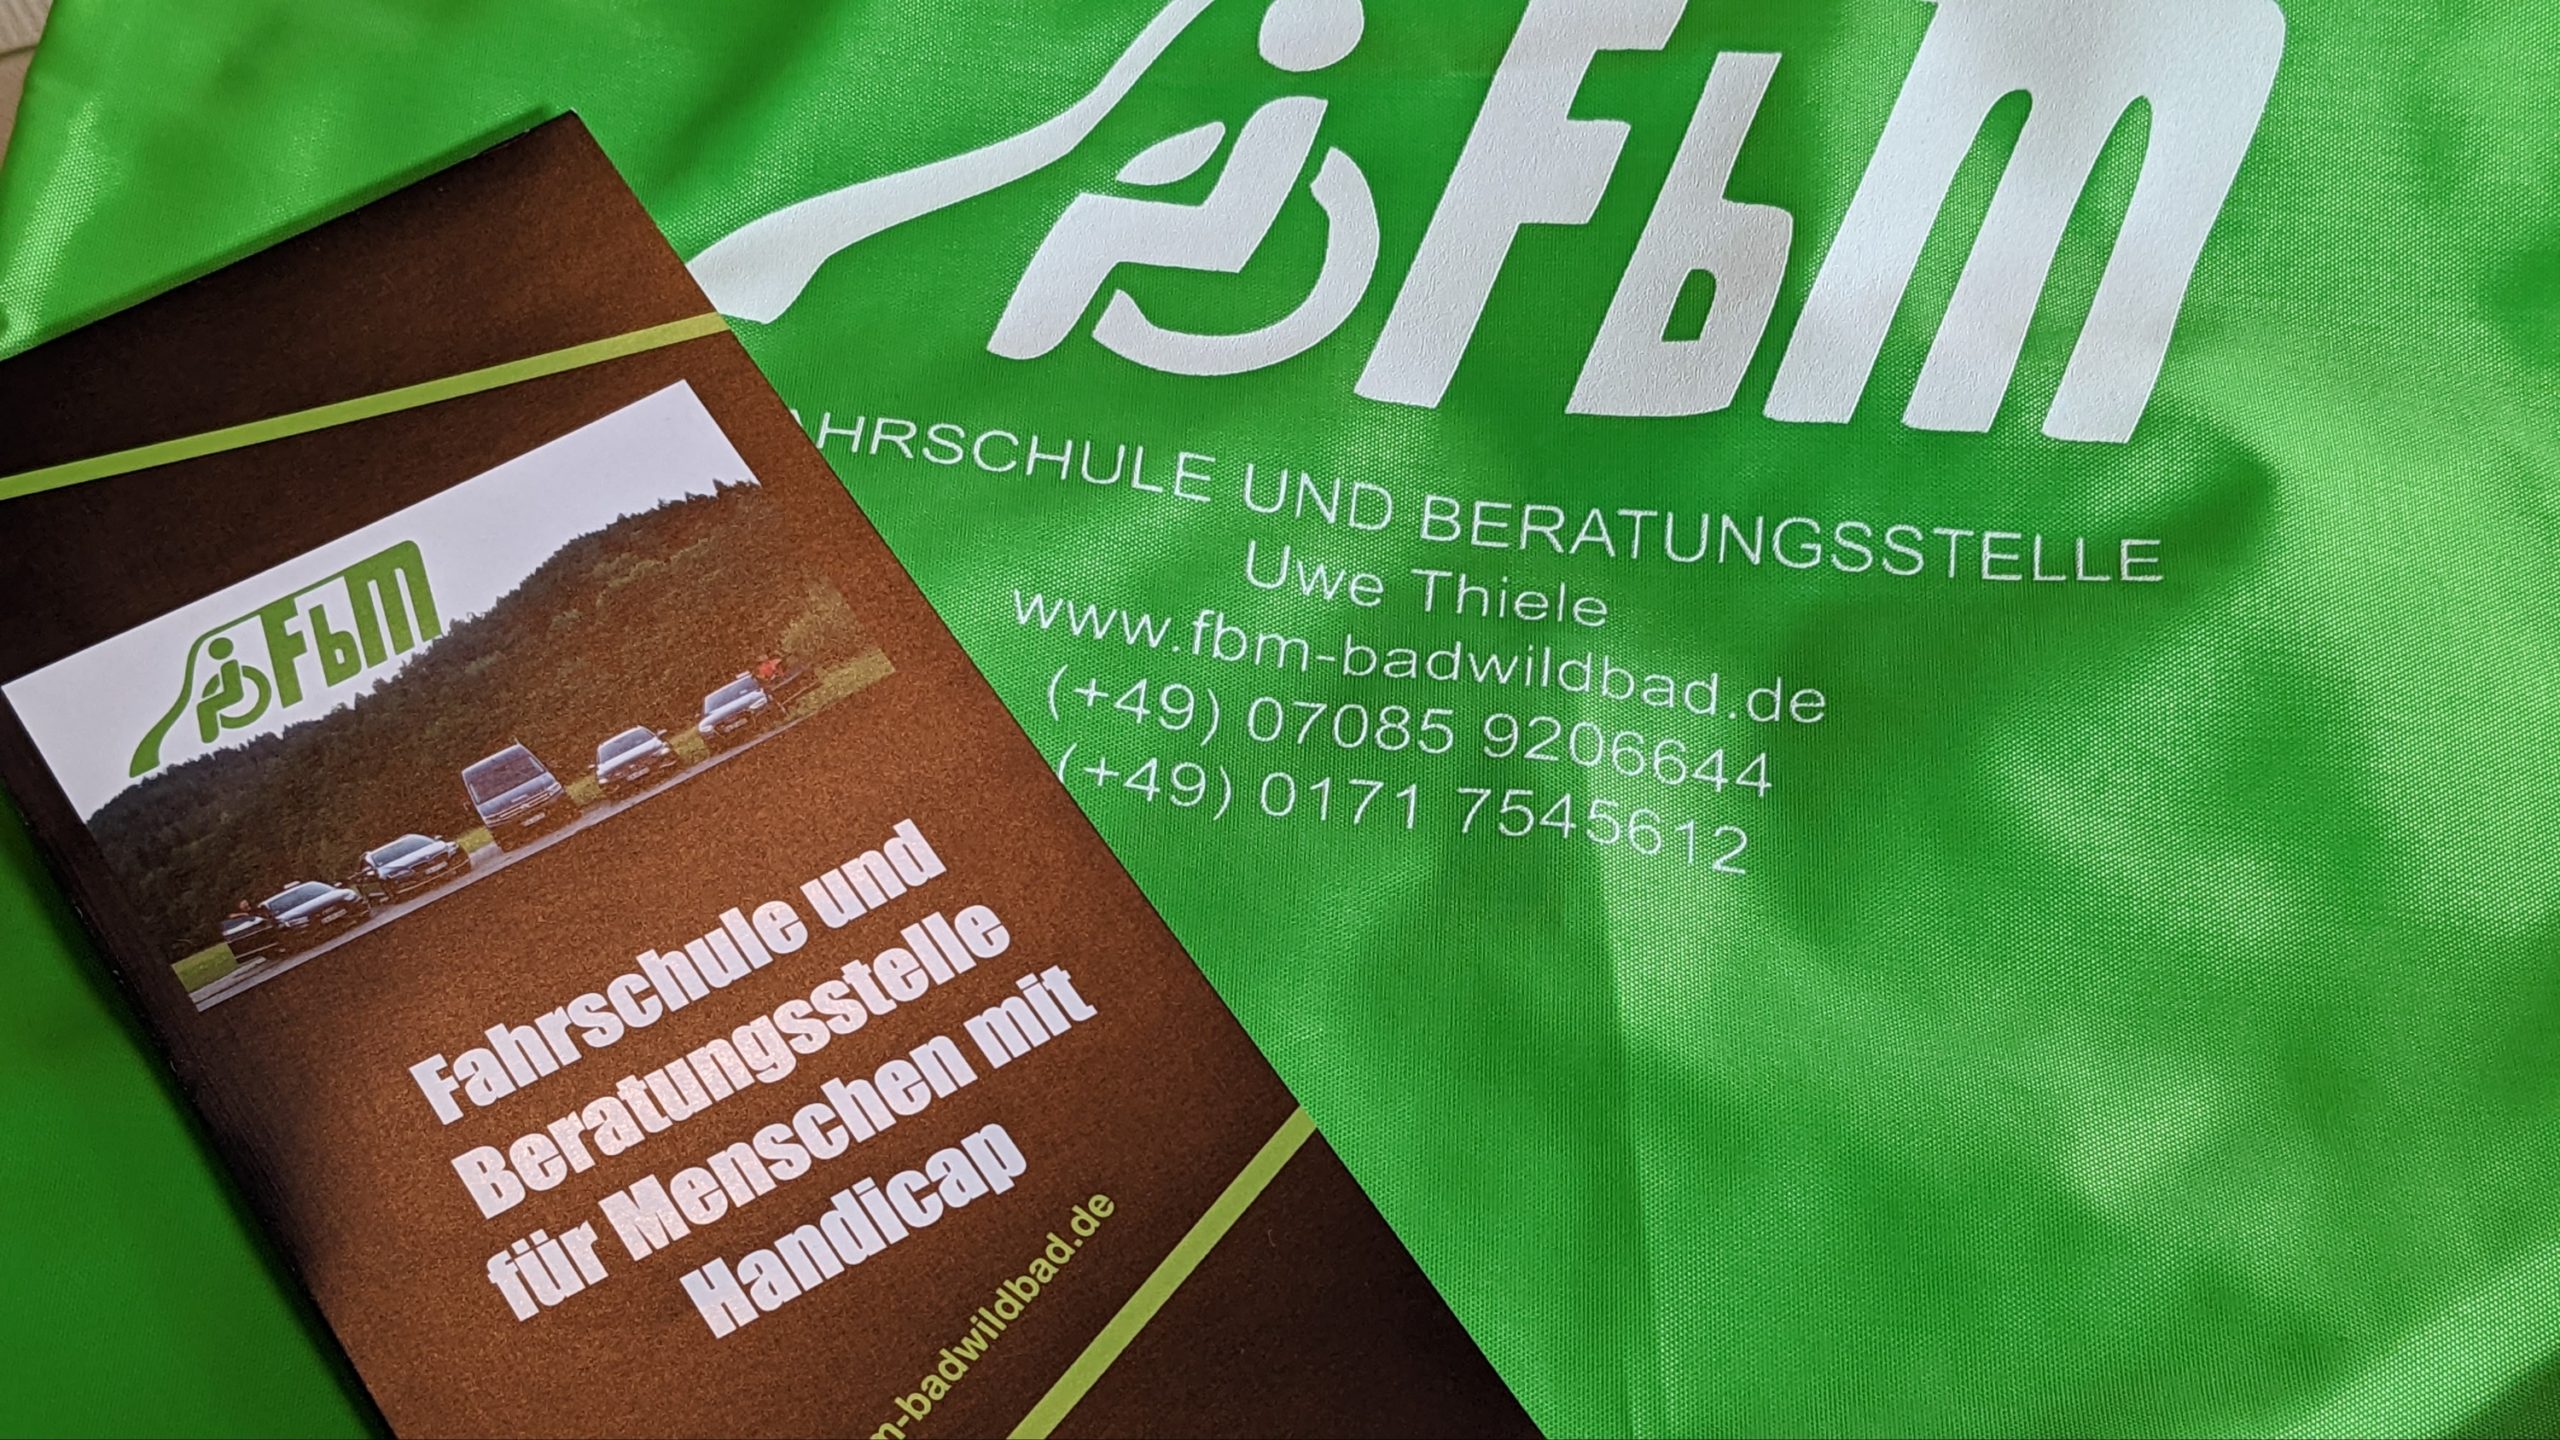 FbM
HRSCHULE UND BERATUNGSSTELLE
Uwe Thiele
www.fbm-badwildbad.de
(+49) 07085 9206644
(+49) 0171 7545612
FbM
Fahrschule und
Beratungsstelle
für Menschen mit
Handicap
m-badwildbad.de